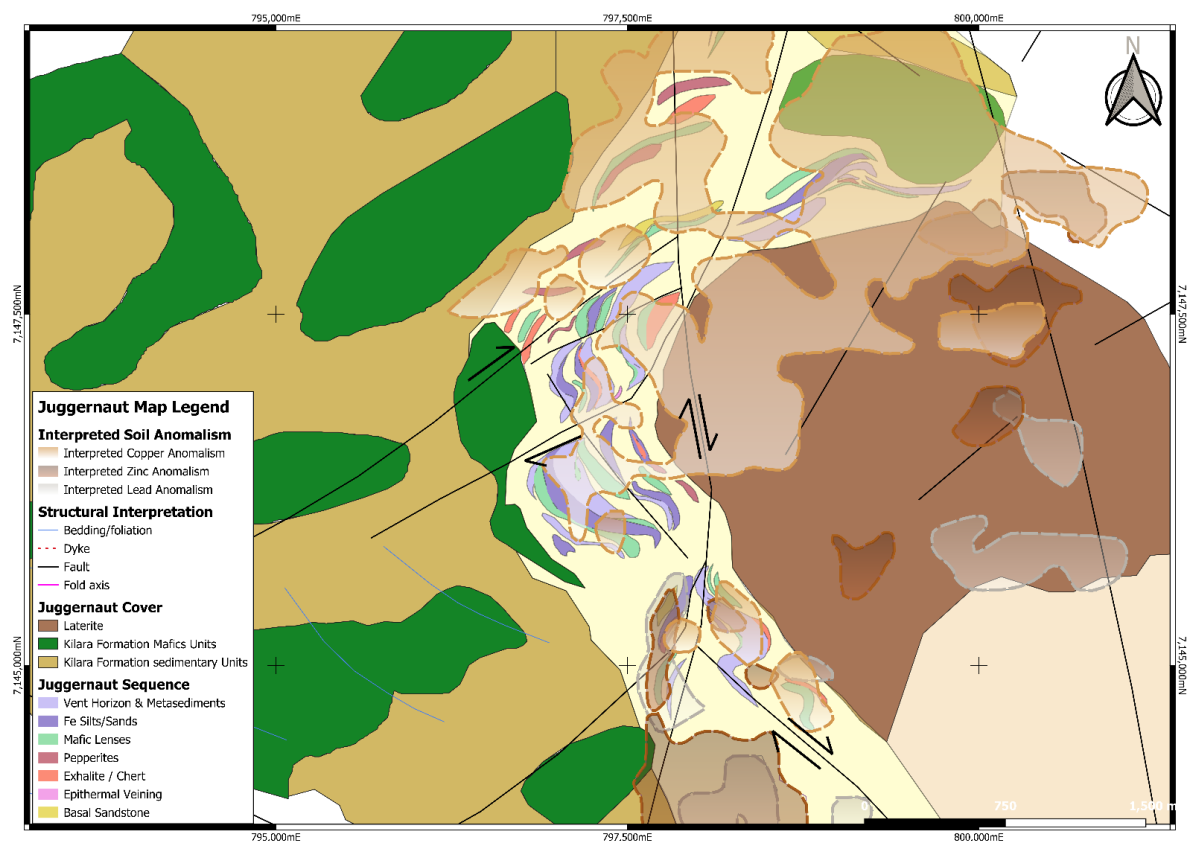 795,000mE 797,500mE 800,000mE
N
7,147,500mN 7,147,500mN
Juggernaut Map Legend
Interpreted Soil Anomalism
Interpreted Copper Anomalism
Interpreted Zinc Anomalism
Interpreted Lead Anomalism
Structural Interpretation
Bedding/foliation
Dyke
Fault
Fold axis
Juggernaut Cover
Laterite
Kilara Formation Mafics Units
Kilara Formation sedimentary Units
Juggernaut Sequence
Vent Horizon & Metasediments
Fe Silts/Sands
Mafic Lenses
Pepperites
Exhalite / Chert
Epithermal Veining
Basal Sandstone
7,145,000mN 7,145,000mN
0 750 1,500 m
795,000mE 797,500mE 800,000mE